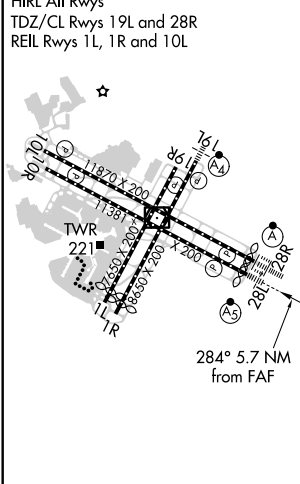 HIRL All Rwys
TDZ/CL Rwys 19L and 28R
REIL Rwys 1L, 1R and 10L
10L
10R
P
P
11870 X 200
11381 X 200
19R
19L
A4
P
P
TWR
221
7650 X 200
8650 X 200
P
P
A
28R
28L
1L
1R
A5
284° 5.7 NM
from FAF